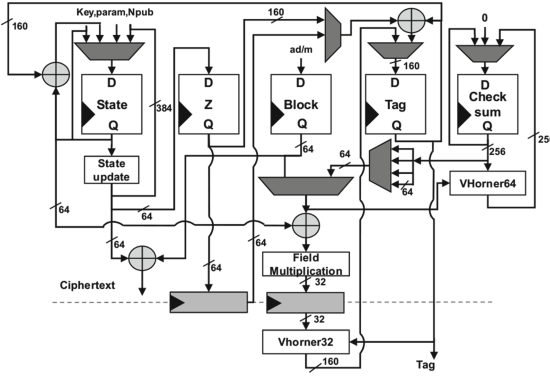 Key,param,Npub
160
160
0
ad/m
160
D
State
Q
D
Z
Q
D
Block
Q
D
Tag
Q
D
Check
sum
Q
384
64
64
256
State
update
64
VHorner64
64
64
64
64
64
64
Field
Multiplication
Ciphertext
32
32
Vhorner32
160
Tag